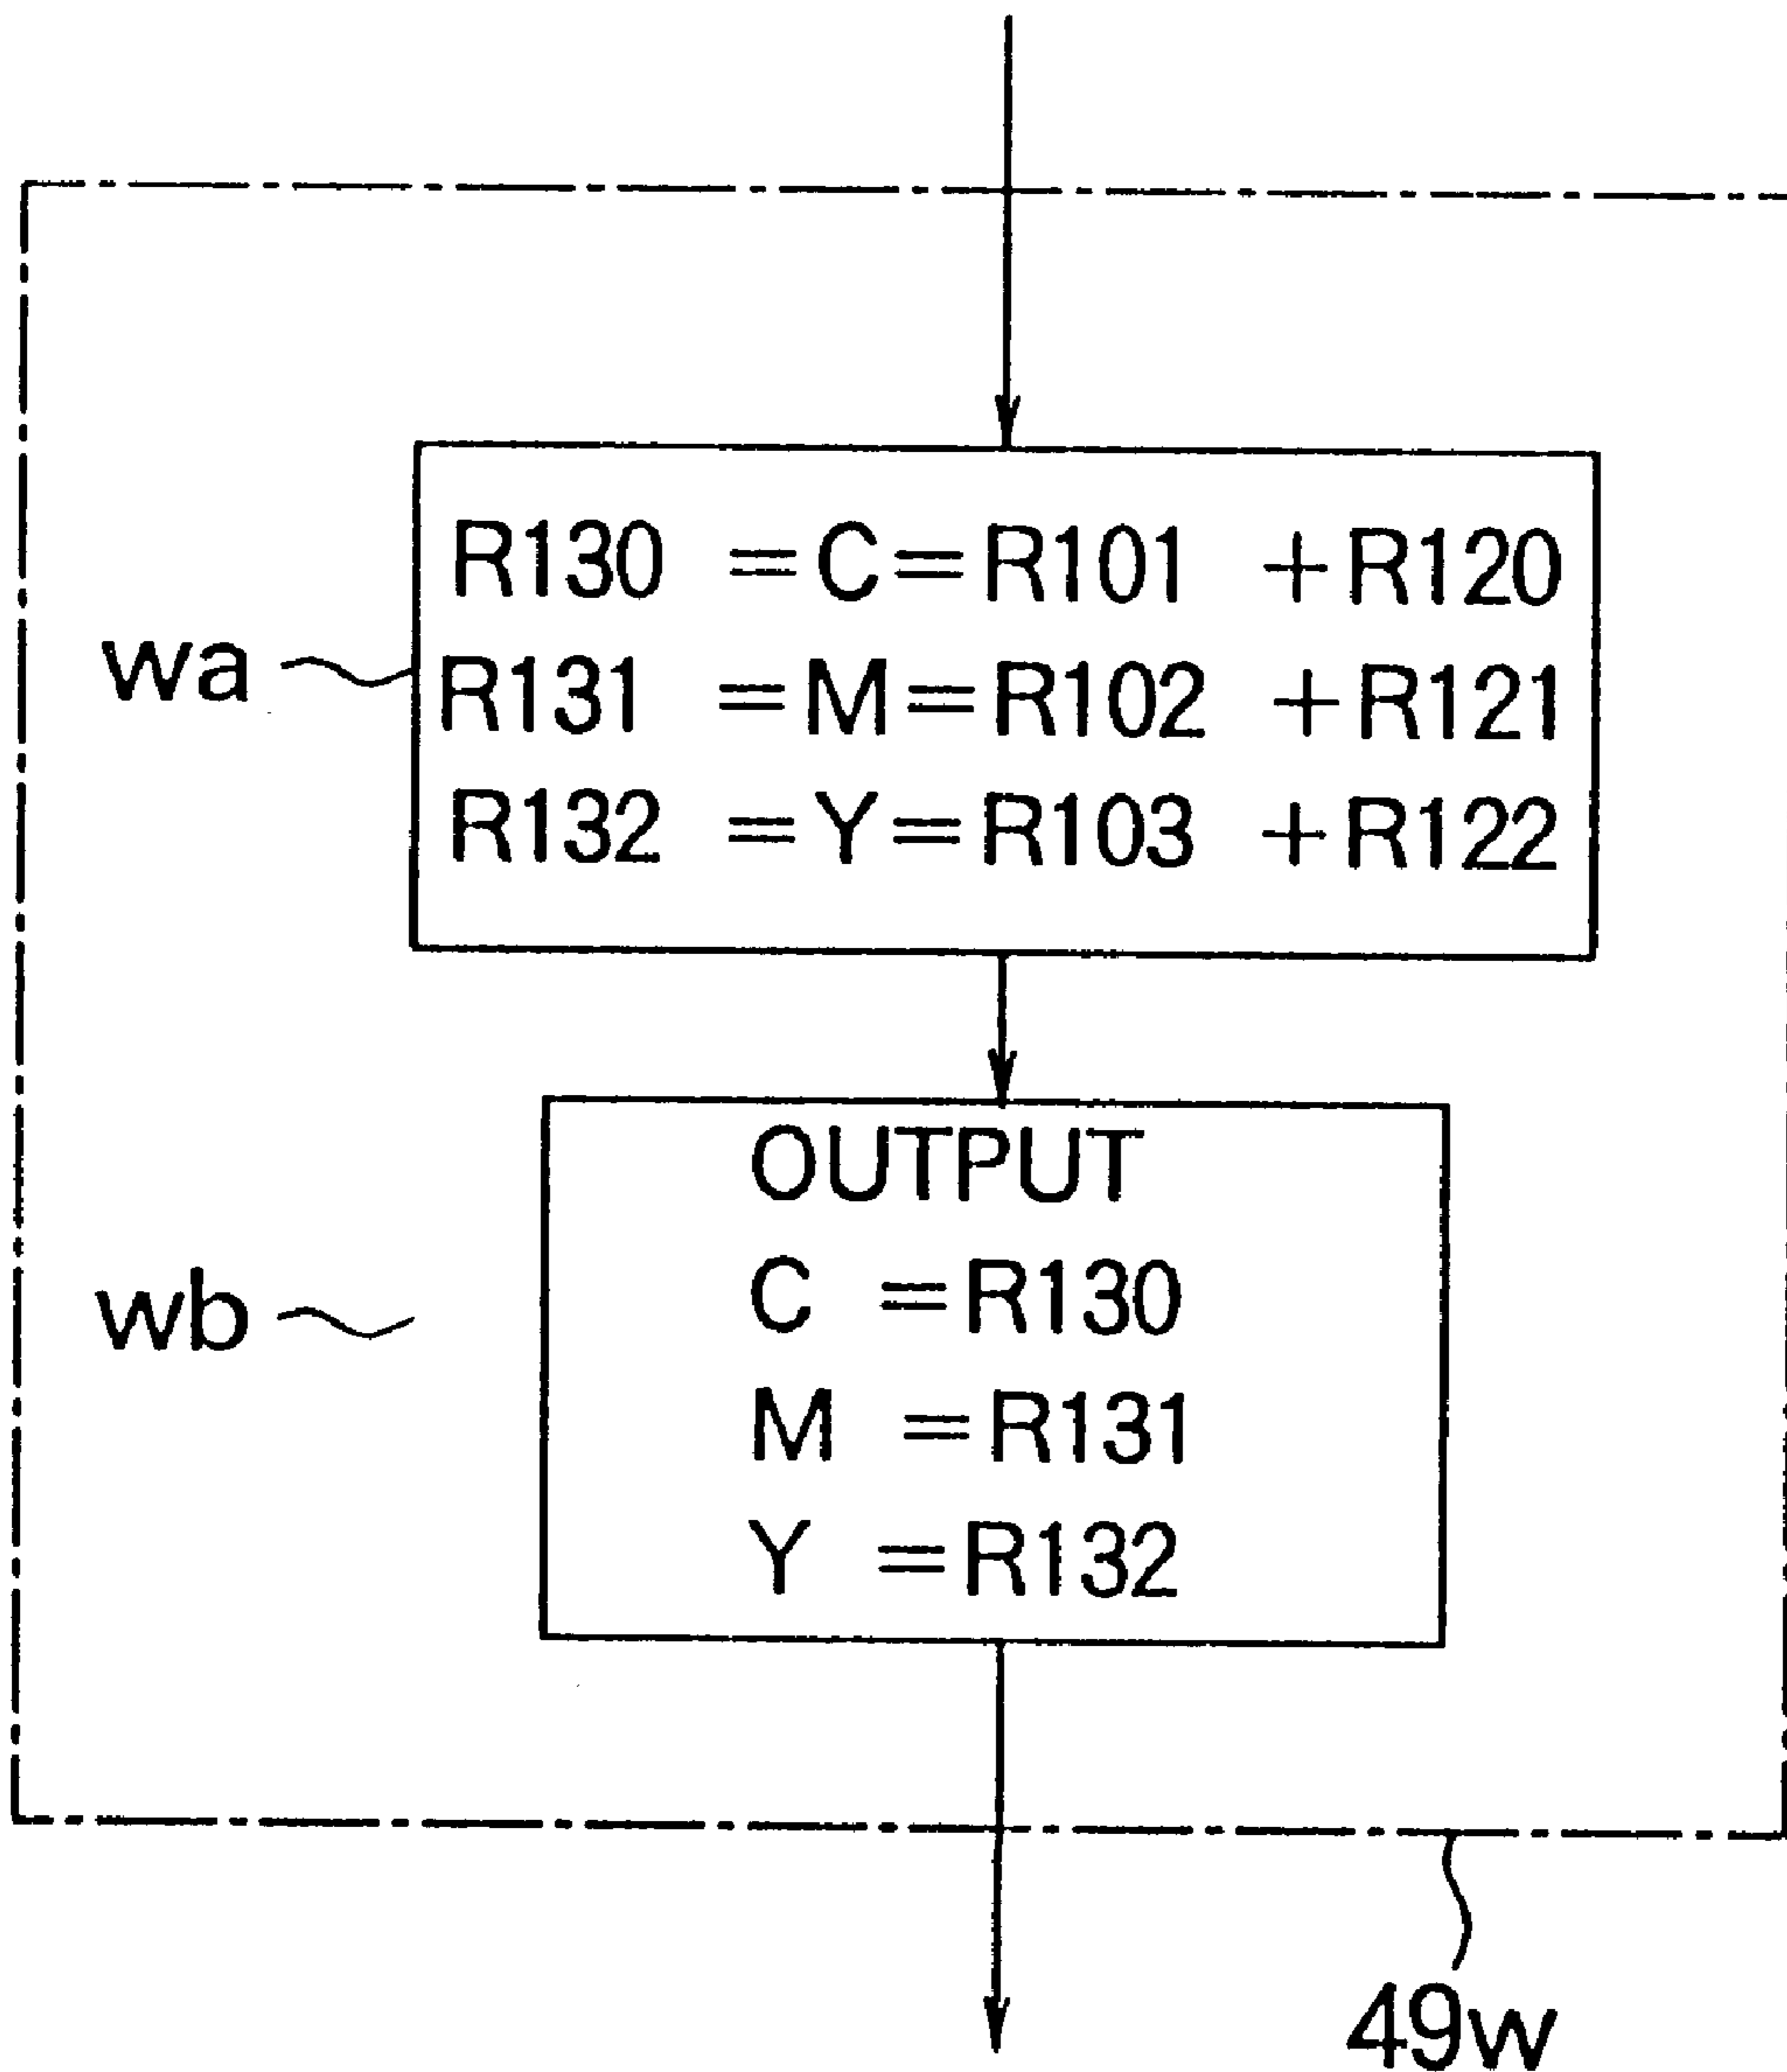 R130 =C=R101 +R120
wa
R131 =M=R102 +R121
R132 =Y=R103 +R122
OUTPUT
C =R130
wb
M =R131
Y =R132
49w